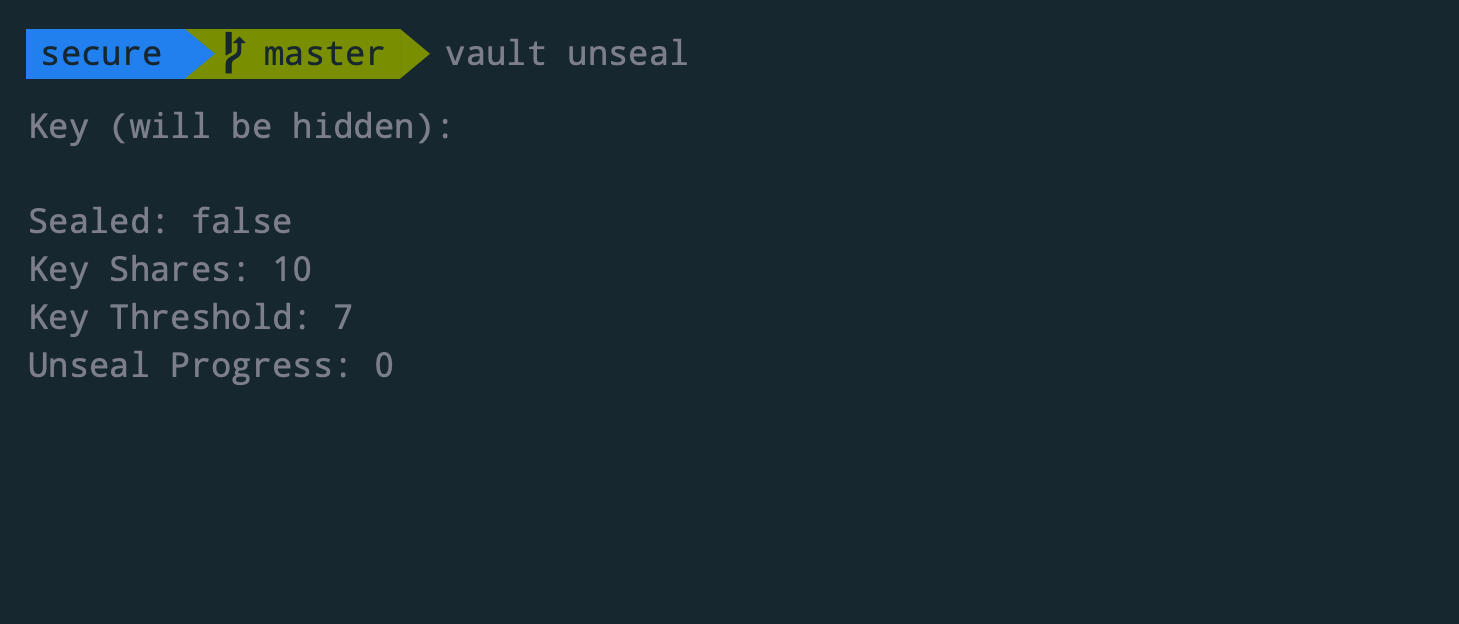 secure master vault unseal
Key (will be hidden):
Sealed: false
Key Shares: 10
Key Threshold: 7
Unseal Progress: 0